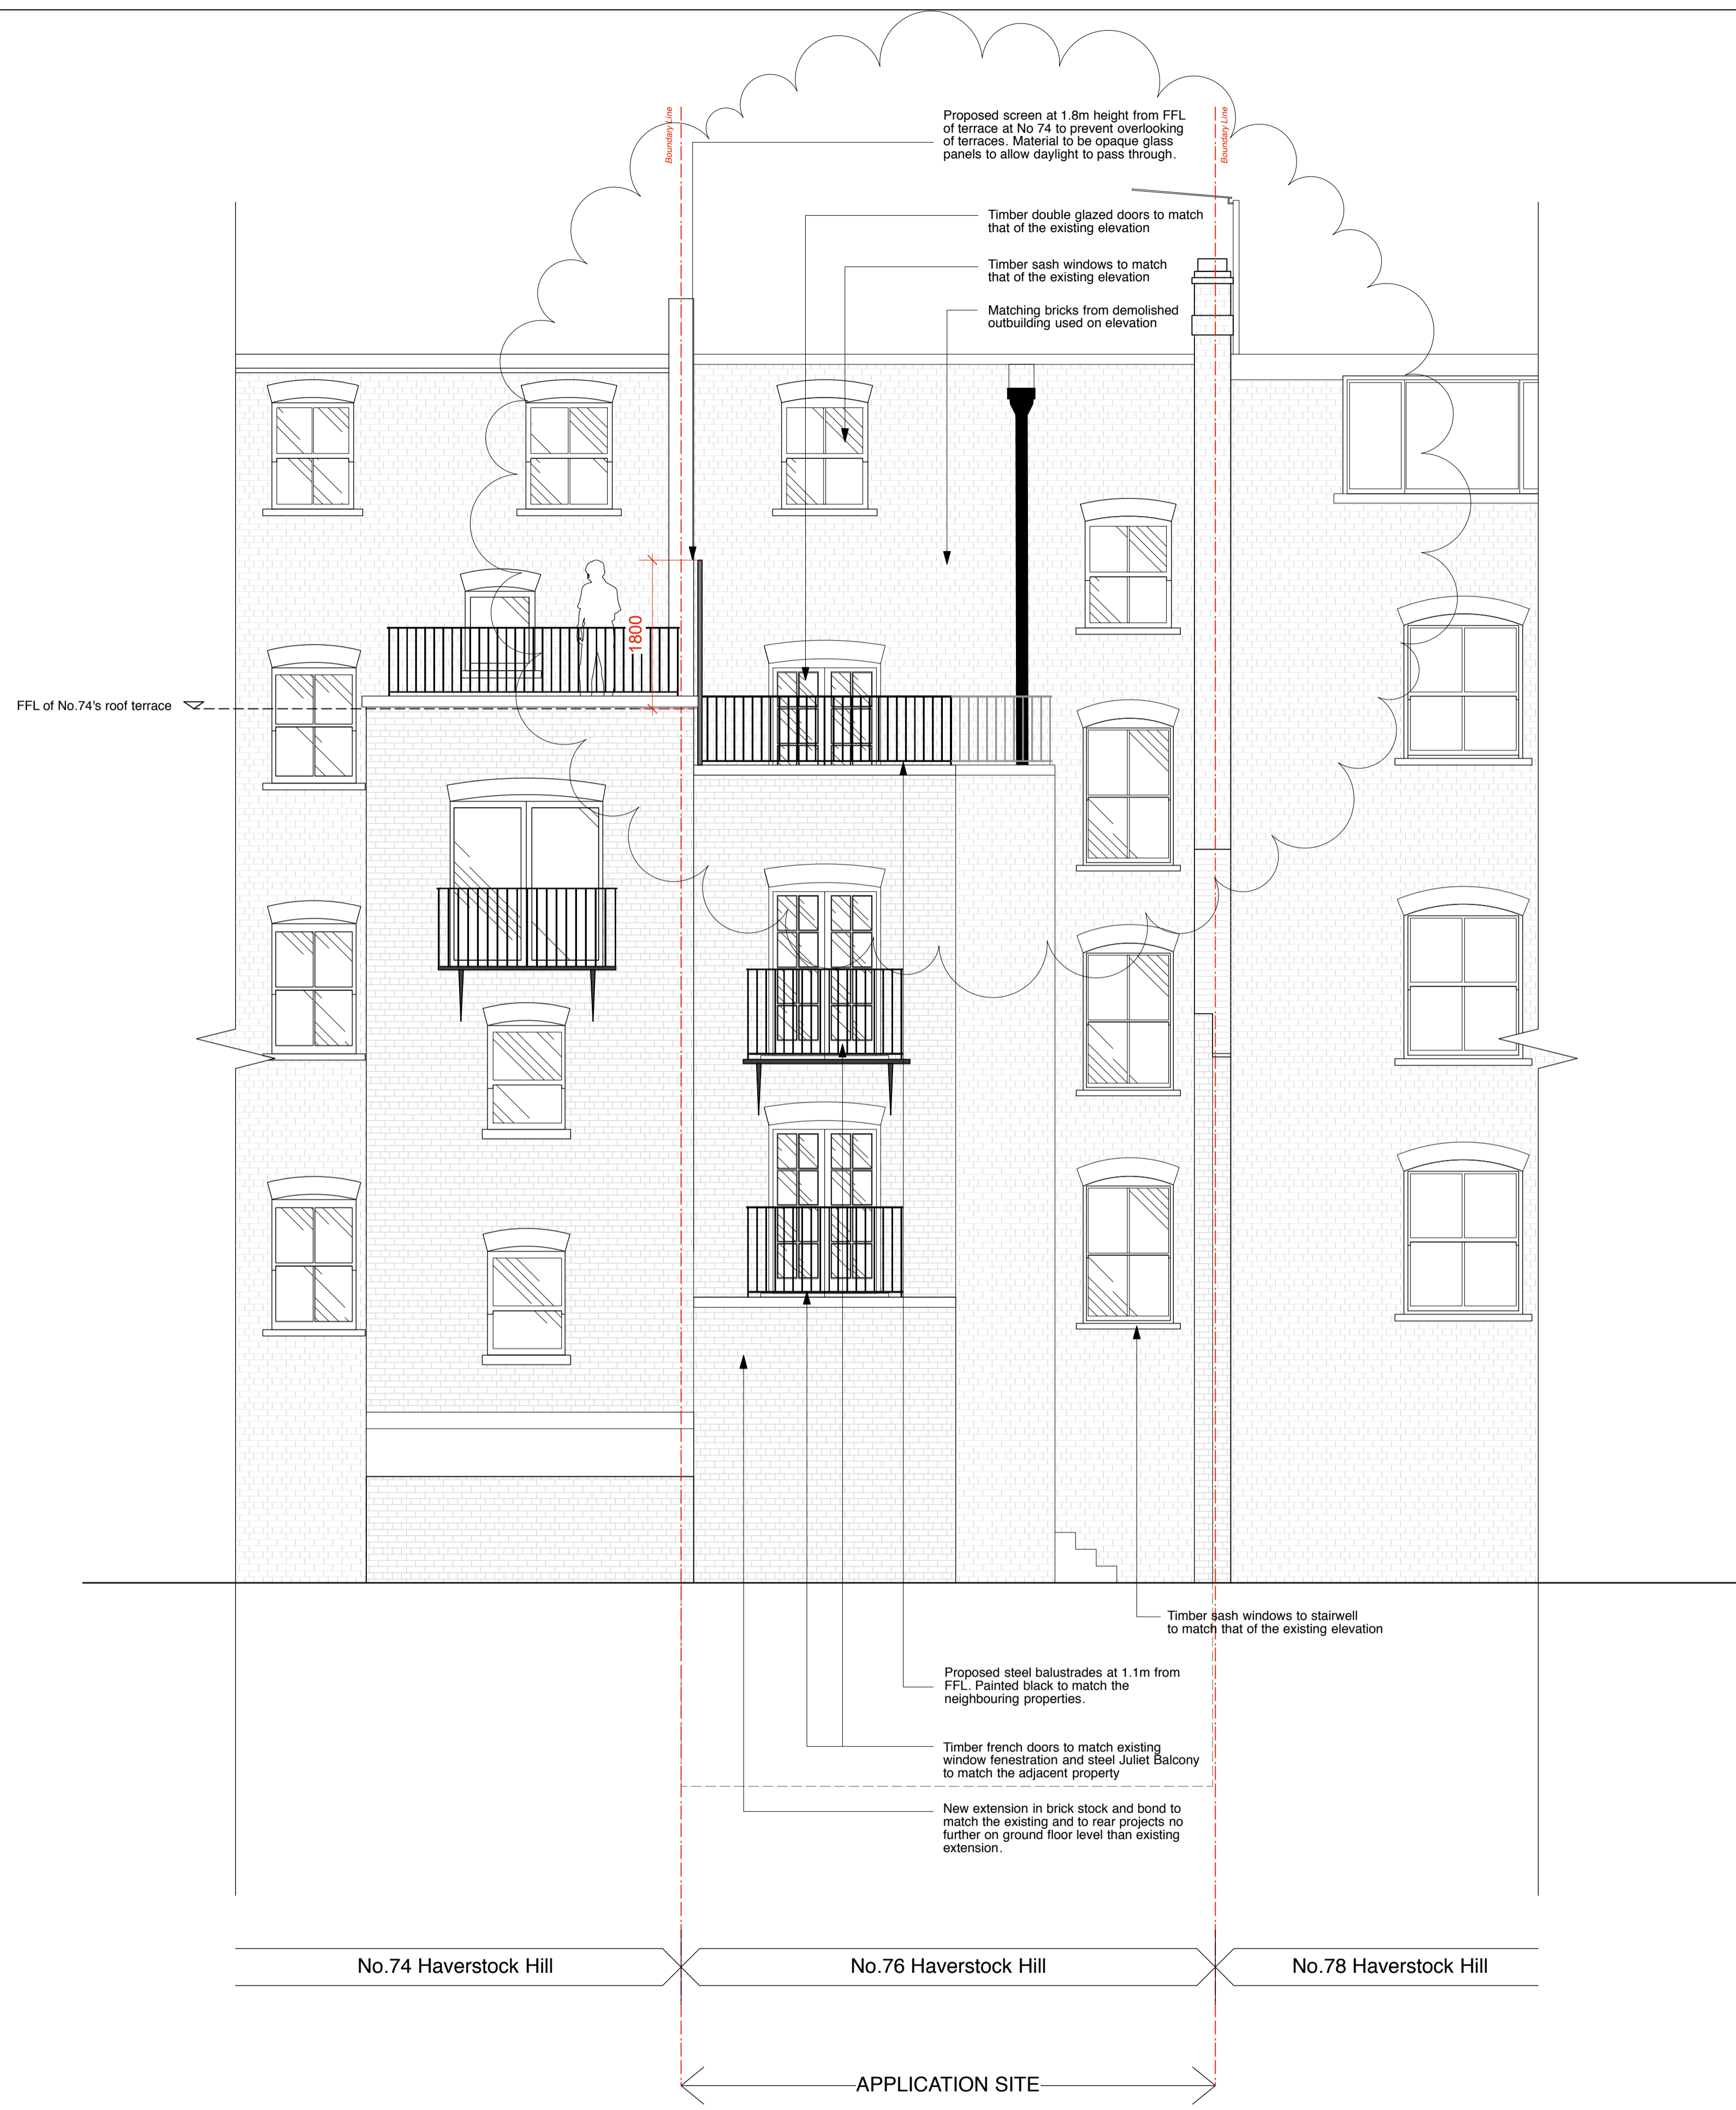 Boundary Line
Boundary Line
Proposed screen at 1.8m height from FFL
of terrace at No 74 to prevent overlooking
of terraces. Material to be opaque glass
panels to allow daylight to pass through.
Timber double glazed doors to match
that of the existing elevation
Timber sash windows to match
that of the existing elevation
Matching bricks from demolished
outbuilding used on elevation
1800
FFL of No.74's roof terrace
Timber sash windows to stairwell
to match that of the existing elevation
Proposed steel balustrades at 1.1m from
FFL. Painted black to match the
neighbouring properties.
Timber french doors to match existing
window fenestration and steel Juliet Balcony
to match the adjacent property
New extension in brick stock and bond to
match the existing and to rear projects no
further on ground floor level than existing
extension.
No.74 Haverstock Hill
No.76 Haverstock Hill
No.78 Haverstock Hill
APPLICATION SITE